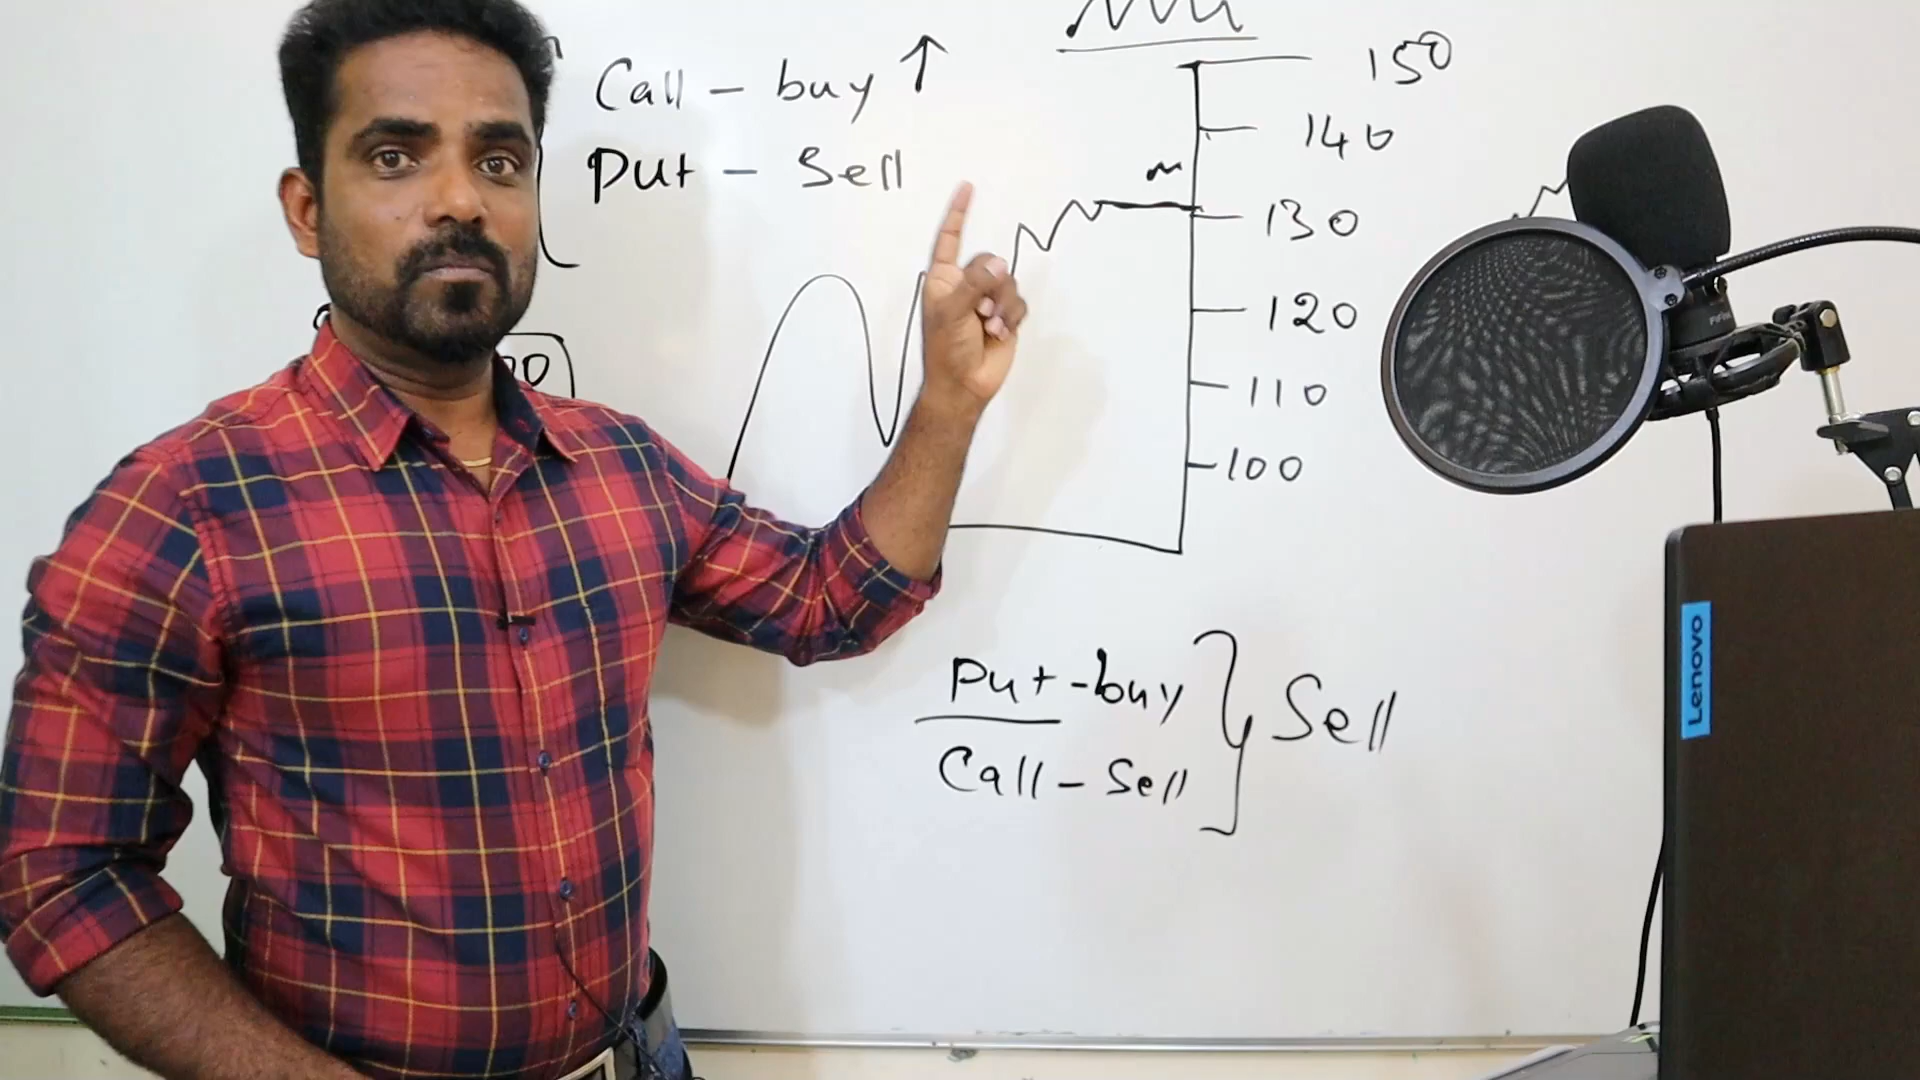 Call - buy ↑
Put - Sell
150
140
130
120
110
100
Put - buy
Call - Sell
Sell
Lenovo